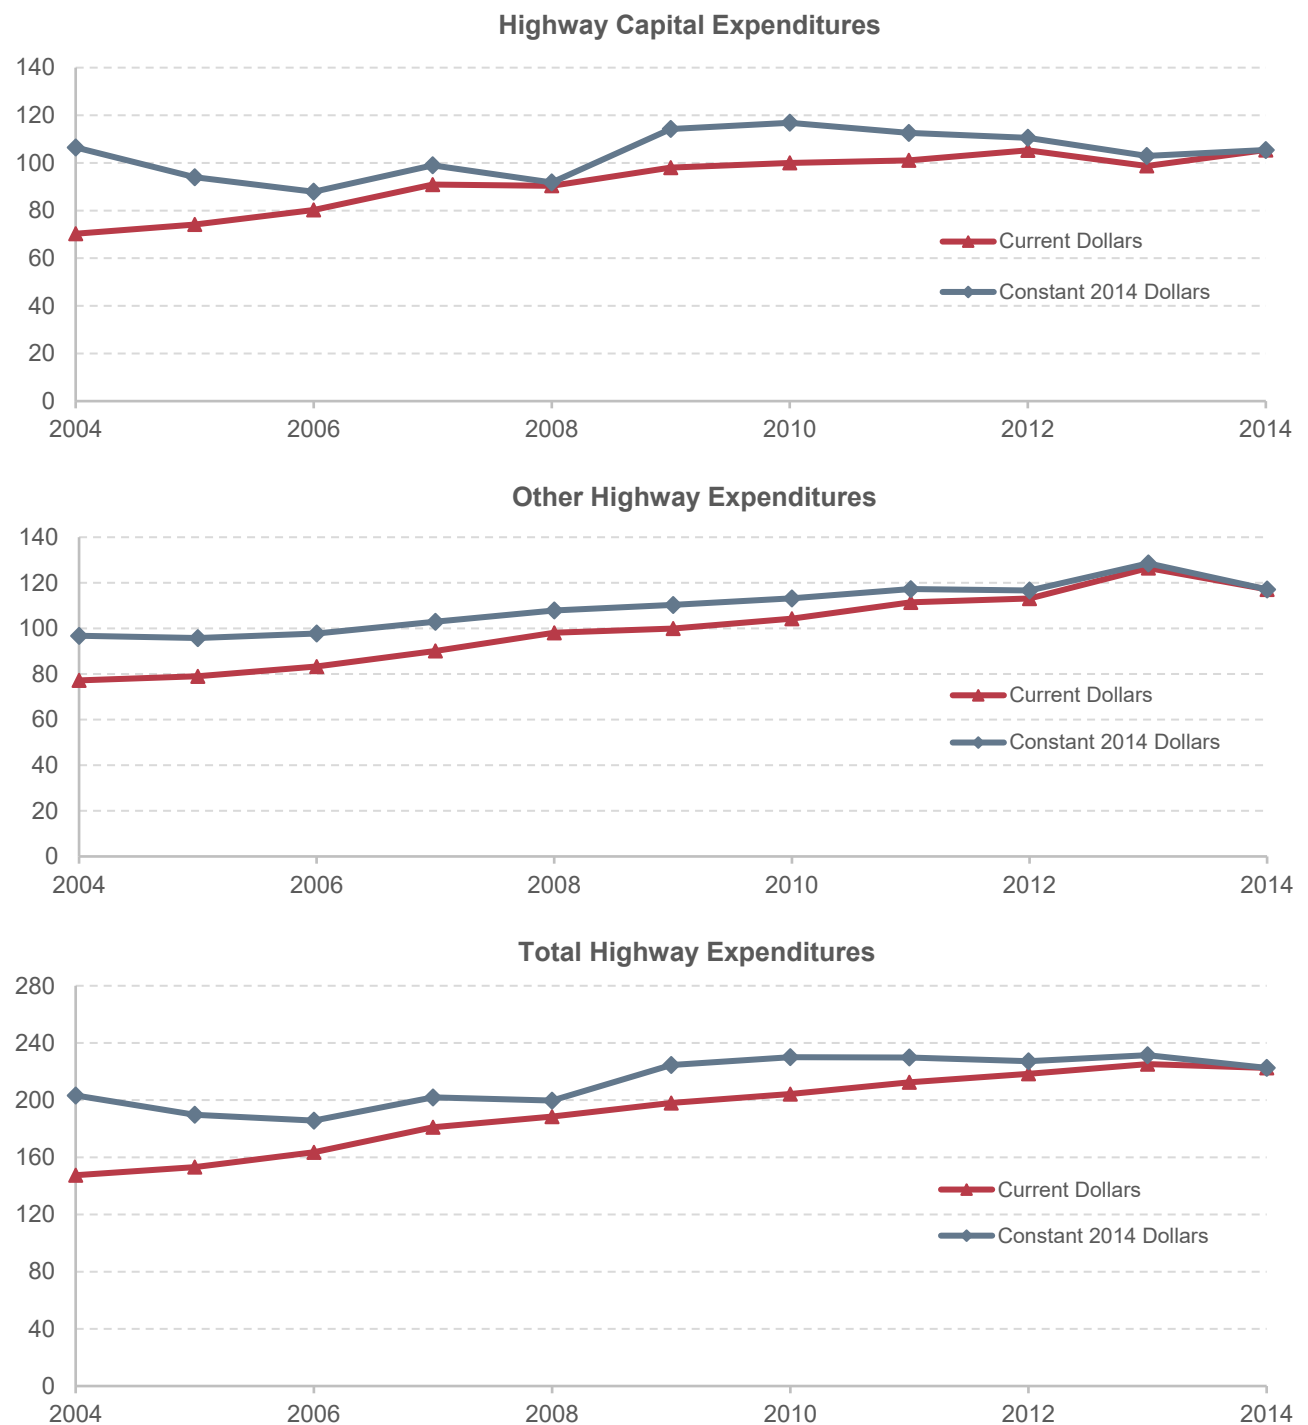 Highway Capital Expenditures
140
120
100
80
60
40
20
0
2004 2006 2008 2010 2012 2014
Current Dollars
Constant 2014 Dollars
Other Highway Expenditures
140
120
100
80
60
40
20
0
2004 2006 2008 2010 2012 2014
Current Dollars
Constant 2014 Dollars
Total Highway Expenditures
280
240
200
160
120
80
40
0
2004 2006 2008 2010 2012 2014
Current Dollars
Constant 2014 Dollars